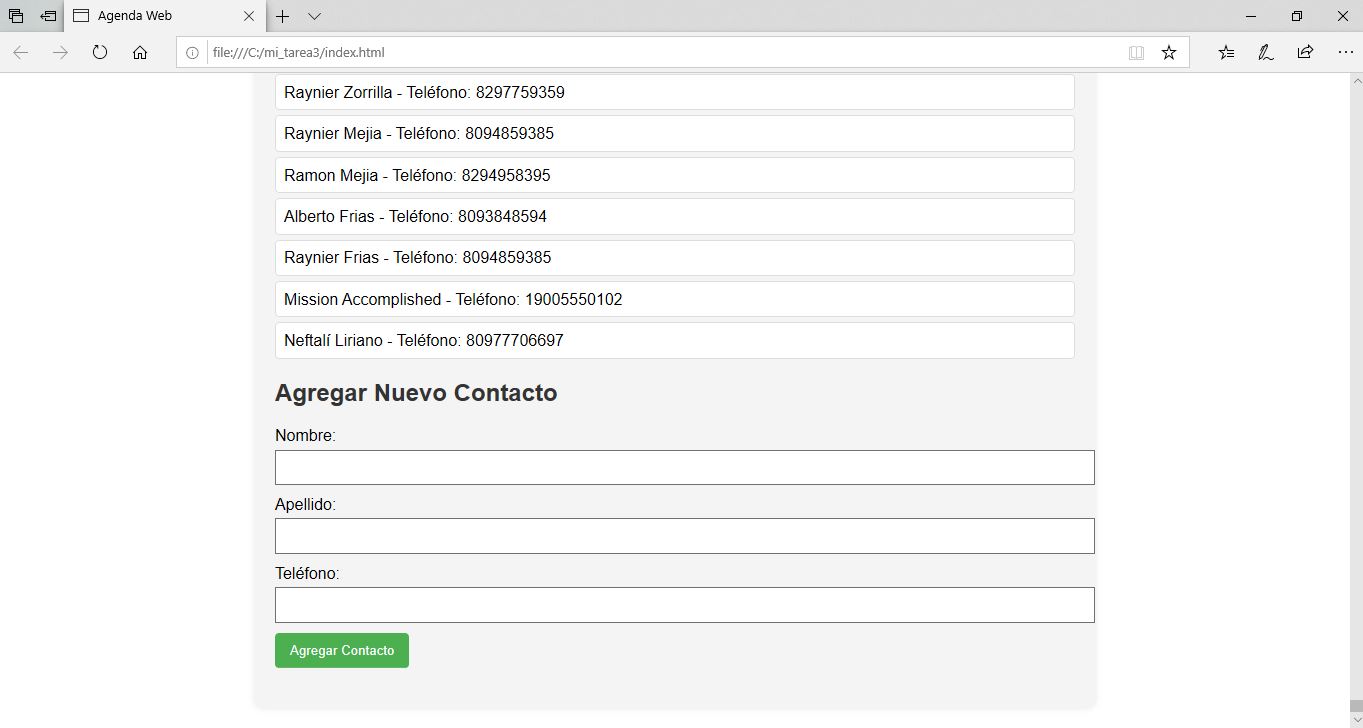 Agenda Web
file:///C:/mi_tarea3/index.html
Raynier Zorrilla - Teléfono: 8297759359
Raynier Mejia - Teléfono: 8094859385
Ramon Mejia - Teléfono: 8294958395
Alberto Frias - Teléfono: 8093848594
Raynier Frias - Teléfono: 8094859385
Mission Accomplished - Teléfono: 19005550102
Neftalí Liriano - Teléfono: 80977706697
Agregar Nuevo Contacto
Nombre:
Apellido:
Teléfono:
Agregar Contacto